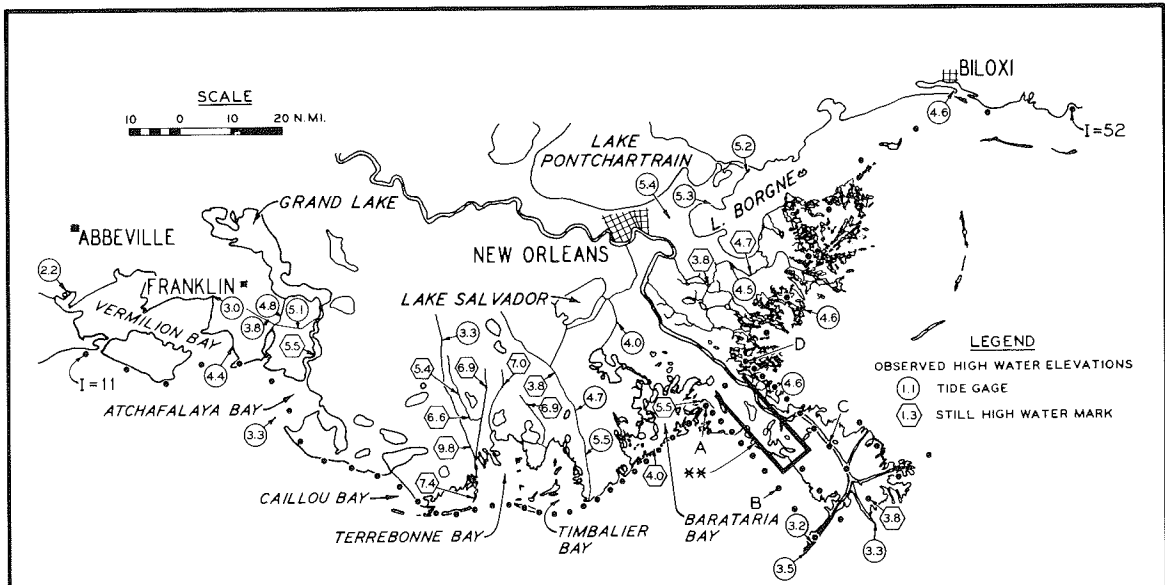 BILOXI
SCALE
10 0 10 20 N.MI.
4.6
I=52
LAKE
PONTCHARTRAIN
5.2
5.4
5.3
L. BORGNE
GRAND LAKE
ABBEVILLE
NEW ORLEANS
4.7
3.8
4.5
4.6
2.2
FRANKLIN
VERMILION BAY
3.0
4.8
5.1
3.8
5.5
LAKE SALVADOR
3.3
4.0
LEGEND
OBSERVED HIGH WATER ELEVATIONS
1.1 TIDE GAGE
1.3 STILL HIGH WATER MARK
D
I=11
4.4
5.4
6.9
7.0
3.8
4.7
4.6
ATCHAFALAYA BAY
6.9
5.5
C
3.3
6.6
9.8
5.5
A
**
4.0
7.4
CAILLOU BAY
B
TERREBONNE BAY
TIMBALIER
BAY
BARATARIA
BAY
3.2
3.8
3.3
3.5